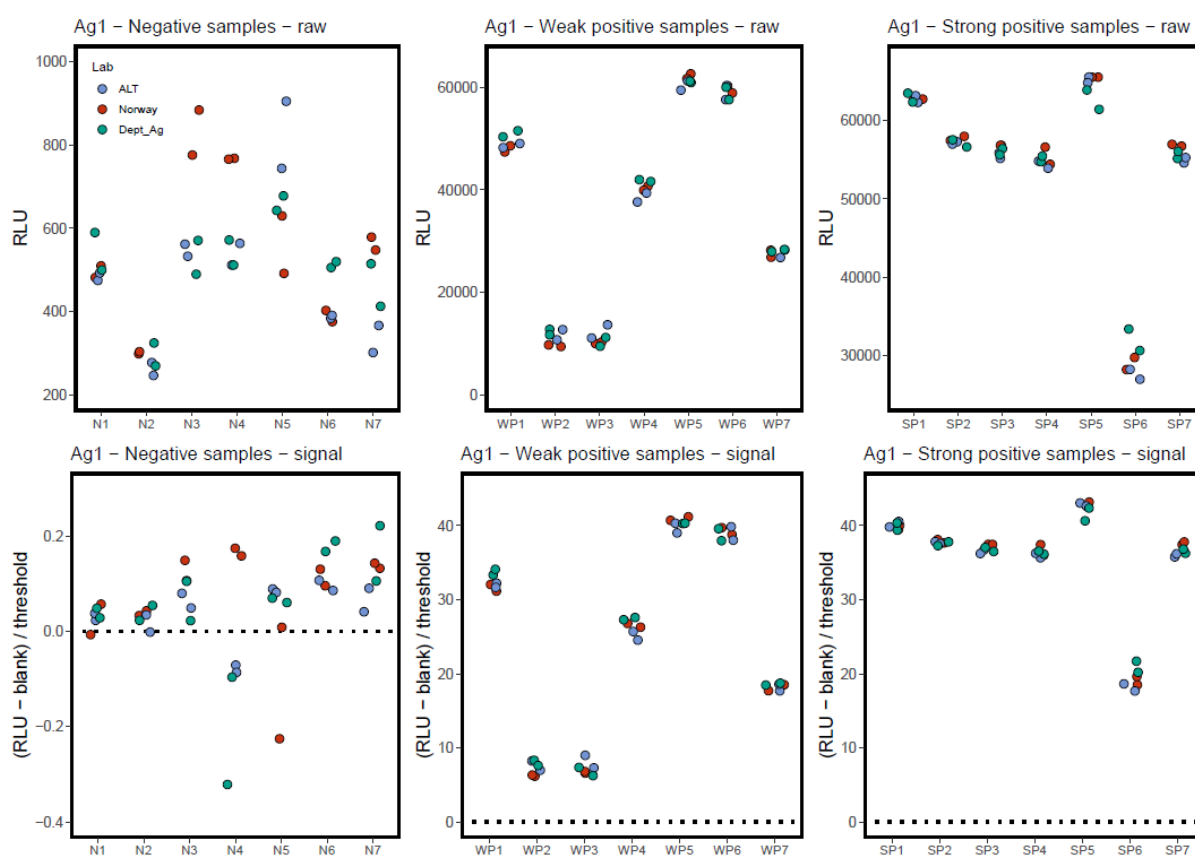 Ag1 − Negative samples − raw
RLU
1000
800
600
400
200
Lab
ALT
Norway
Dept_Ag
N1 N2 N3 N4 N5 N6 N7
Ag1 − Weak positive samples − raw
RLU
60000
40000
20000
0
WP1 WP2 WP3 WP4 WP5 WP6 WP7
Ag1 − Strong positive samples − raw
RLU
60000
50000
40000
30000
SP1 SP2 SP3 SP4 SP5 SP6 SP7
Ag1 − Negative samples − signal
(RLU − blank) / threshold
0.2
0.0
−0.2
−0.4
N1 N2 N3 N4 N5 N6 N7
Ag1 − Weak positive samples − signal
(RLU − blank) / threshold
40
30
20
10
0
WP1 WP2 WP3 WP4 WP5 WP6 WP7
Ag1 − Strong positive samples − signal
(RLU − blank) / threshold
40
30
20
10
0
SP1 SP2 SP3 SP4 SP5 SP6 SP7